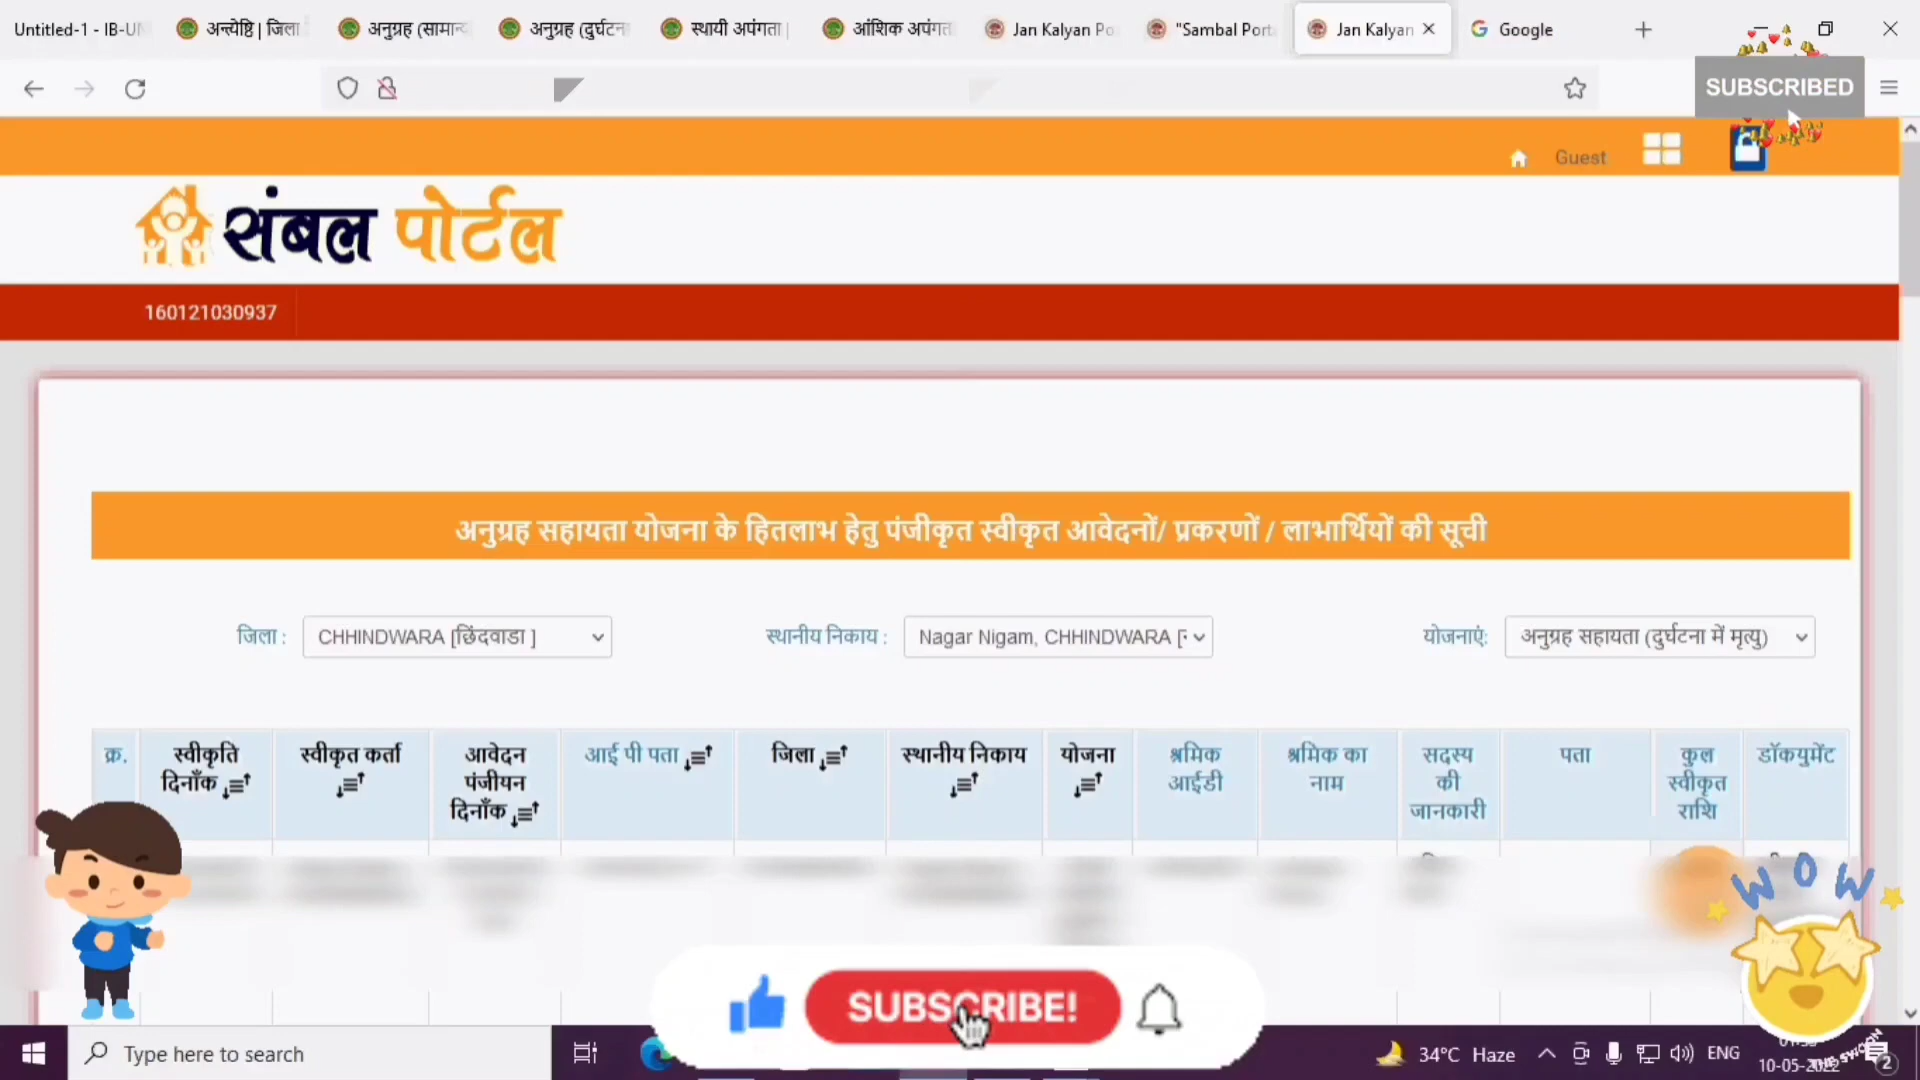 Untitled-1 - IB-UN
अन्त्येष्टि | जिला
अनुग्रह (सामान्य
अनुग्रह (दुर्घटना
स्थायी अपंगता |
आंशिक अपंगता
Jan Kalyan Po
"Sambal Port
Jan Kalyan
Google
SUBSCRIBED
Guest
संबल पोर्टल
160121030937
अनुग्रह सहायता योजना के हितलाभ हेतु पंजीकृत स्वीकृत आवेदनों/ प्रकरणों / लाभार्थियों की सूची
जिला : CHHINDWARA [छिंदवाडा ] स्थानीय निकाय : Nagar Nigam, CHHINDWARA [ योजनाएं: अनुग्रह सहायता (दुर्घटना में मृत्यु)
क्र. स्वीकृति दिनाँक स्वीकृत कर्ता आवेदन पंजीयन दिनाँक आई पी पता जिला स्थानीय निकाय योजना श्रमिक आईडी श्रमिक का नाम सदस्य की जानकारी पता कुल स्वीकृत राशि डॉकयुमेंट
WOW
SUBSCRIBE!
Type here to search
34°C Haze
ENG
10-05-2022
2